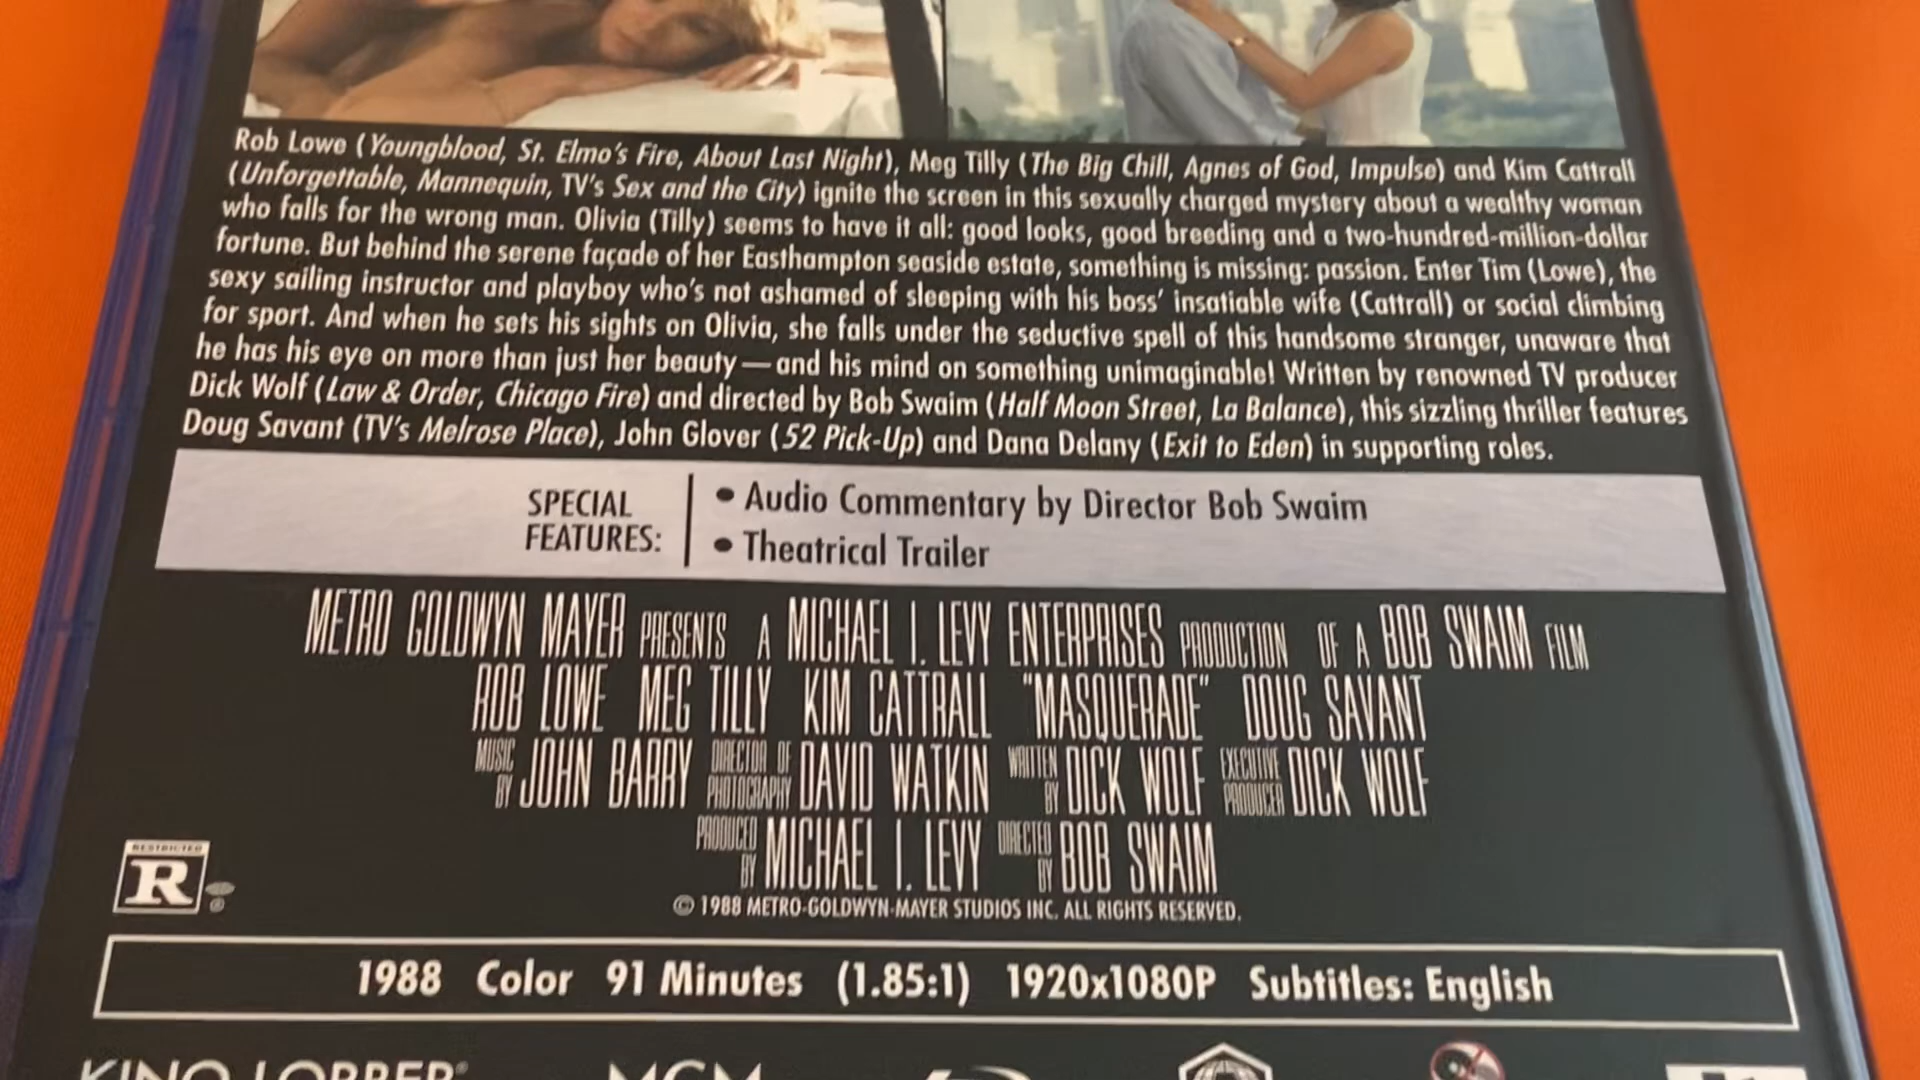 Rob Lowe (Youngblood, St. Elmo's Fire, About Last Night), Meg Tilly (The Big Chill, Agnes of God, Impulse) and Kim Cattrall
(Unforgettable, Mannequin, TV's Sex and the City) ignite the screen in this sexually charged mystery about a wealthy woman
who falls for the wrong man. Olivia (Tilly) seems to have it all: good looks, good breeding and a two-hundred-million-dollar
fortune. But behind the serene façade of her Easthampton seaside estate, something is missing: passion. Enter Tim (Lowe), the
sexy sailing instructor and playboy who's not ashamed of sleeping with his boss' insatiable wife (Cattrall) or social climbing
for sport. And when he sets his sights on Olivia, she falls under the seductive spell of this handsome stranger, unaware that
he has his eye on more than just her beauty—and his mind on something unimaginable! Written by renowned TV producer
Dick Wolf (Law & Order, Chicago Fire) and directed by Bob Swaim (Half Moon Street, La Balance), this sizzling thriller features
Doug Savant (TV's Melrose Place), John Glover (52 Pick-Up) and Dana Delany (Exit to Eden) in supporting roles.
SPECIAL
FEATURES:
• Audio Commentary by Director Bob Swaim
• Theatrical Trailer
METRO GOLDWYN MAYER PRESENTS A MICHAEL I. LEVY ENTERPRISES PRODUCTION OF A BOB SWAIM FILM
ROB LOWE MEG TILLY KIM CATTRALL "MASQUERADE" DOUG SAVANT
MUSIC BY JOHN BARRY DIRECTOR OF PHOTOGRAPHY DAVID WATKIN WRITTEN BY DICK WOLF EXECUTIVE PRODUCER DICK WOLF
PRODUCED BY MICHAEL I. LEVY DIRECTED BY BOB SWAIM
RESTRICTED
R
®
© 1988 METRO-GOLDWYN-MAYER STUDIOS INC. ALL RIGHTS RESERVED.
1988 Color 91 Minutes (1.85:1) 1920x1080P Subtitles: English
KINO LORBER® MGM